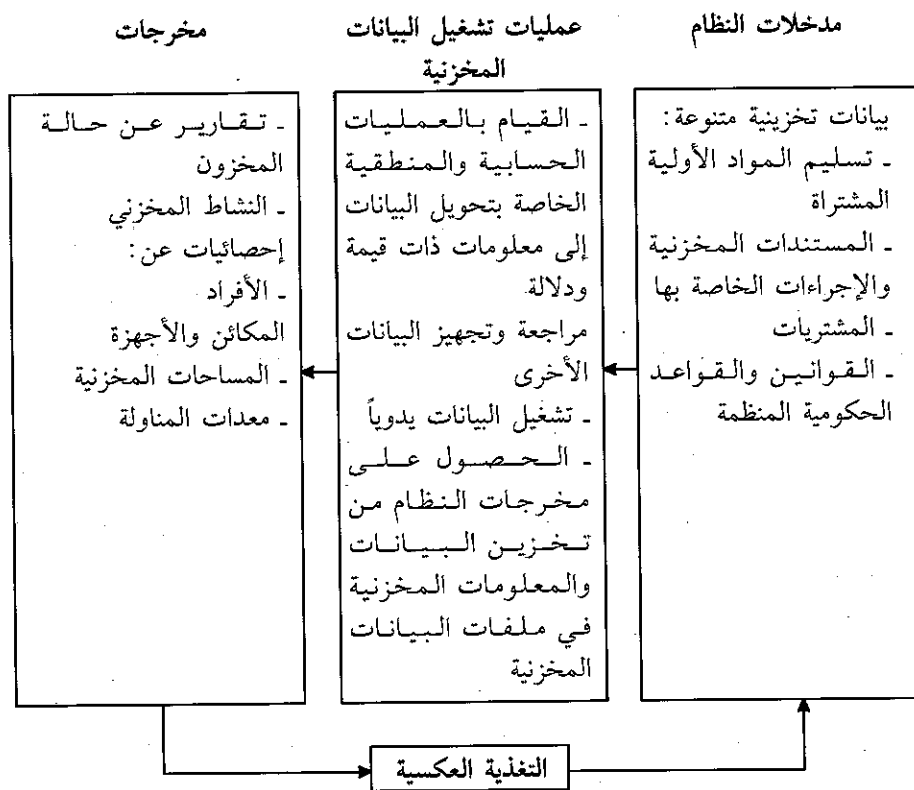 مدخلات النظام
بيانات تخزينية متنوعة:
ـ تسليم المواد الأولية
المشتراة
ـ المستندات المخزنية
والإجراءات الخاصة بها
ـ المشتريات
ـ القوانين والقواعد
الحكومية المنظمة
عمليات تشغيل البيانات
المخزنية
ـ القيام بالعمليات
الحسابية والمنطقية
الخاصة بتحويل البيانات
إلى معلومات ذات قيمة
ودلالة
مراجعة وتجهيز البيانات
الأخرى
ـ تشغيل البيانات يدوياً
ـ الحصول على
مخرجات النظام من
تخزين البيانات
والمعلومات المخزنية
في ملفات البيانات
المخزنية
مخرجات
ـ تقارير عن حالة
المخزون
ـ النشاط المخزني
إحصائيات عن:
ـ الأفراد
المكائن والأجهزة
ـ المساحات المخزنية
ـ معدات المناولة
التغذية العكسية